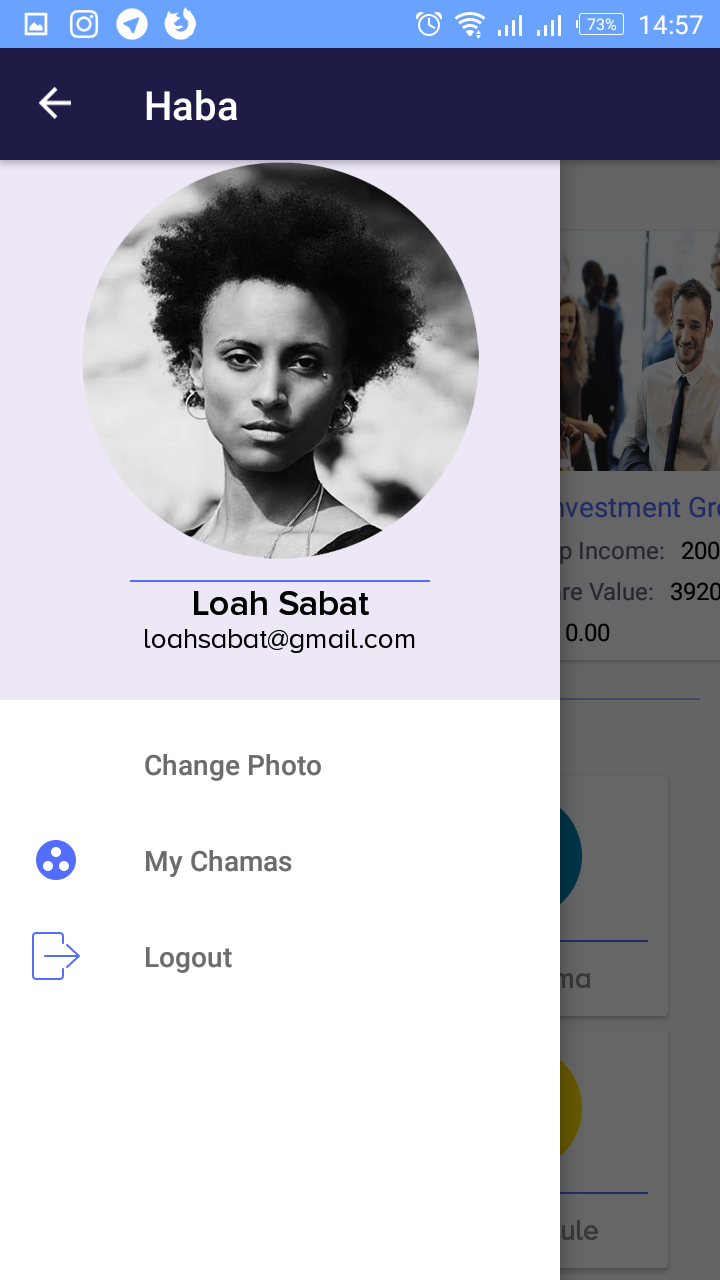 73% 14:57
Haba
Loah Sabat
loahsabat@gmail.com
Change Photo
My Chamas
Logout
nvestment Gr
p Income: 200
re Value: 3920
0.00
ma
ule